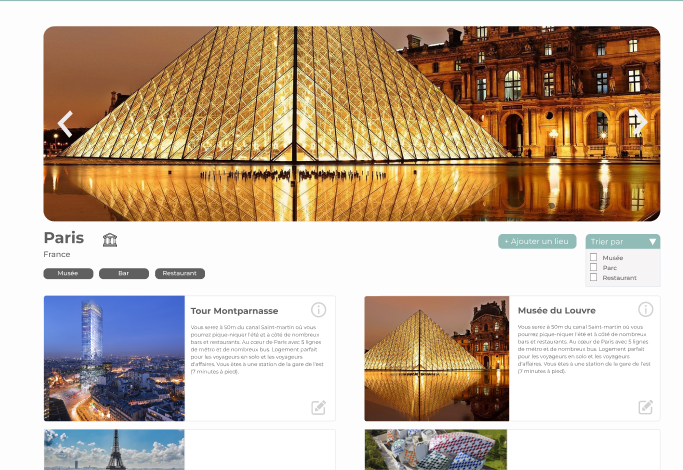 Paris
France
+ Ajouter un lieu
Trier par
Musée
Parc
Restaurant
Musée Bar Restaurant
Tour Montparnasse
Vous serez à 50m du canal Saint-martin où vous
pourrez pique-niquer l'été et à côté de nombreux
bars et restaurants. Au cœur de Paris avec 5 lignes
de métro et de nombreux bus. Logement parfait
pour les voyageurs en solo et les voyageurs
d'affaires. Vous êtes à une station de la gare de l'est
(7 minutes à pied).
Musée du Louvre
Vous serez à 50m du canal Saint-martin où vous
pourrez pique-niquer l'été et à côté de nombreux
bars et restaurants. Au cœur de Paris avec 5 lignes
de métro et de nombreux bus. Logement parfait
pour les voyageurs en solo et les voyageurs
d'affaires. Vous êtes à une station de la gare de l'est
(7 minutes à pied).